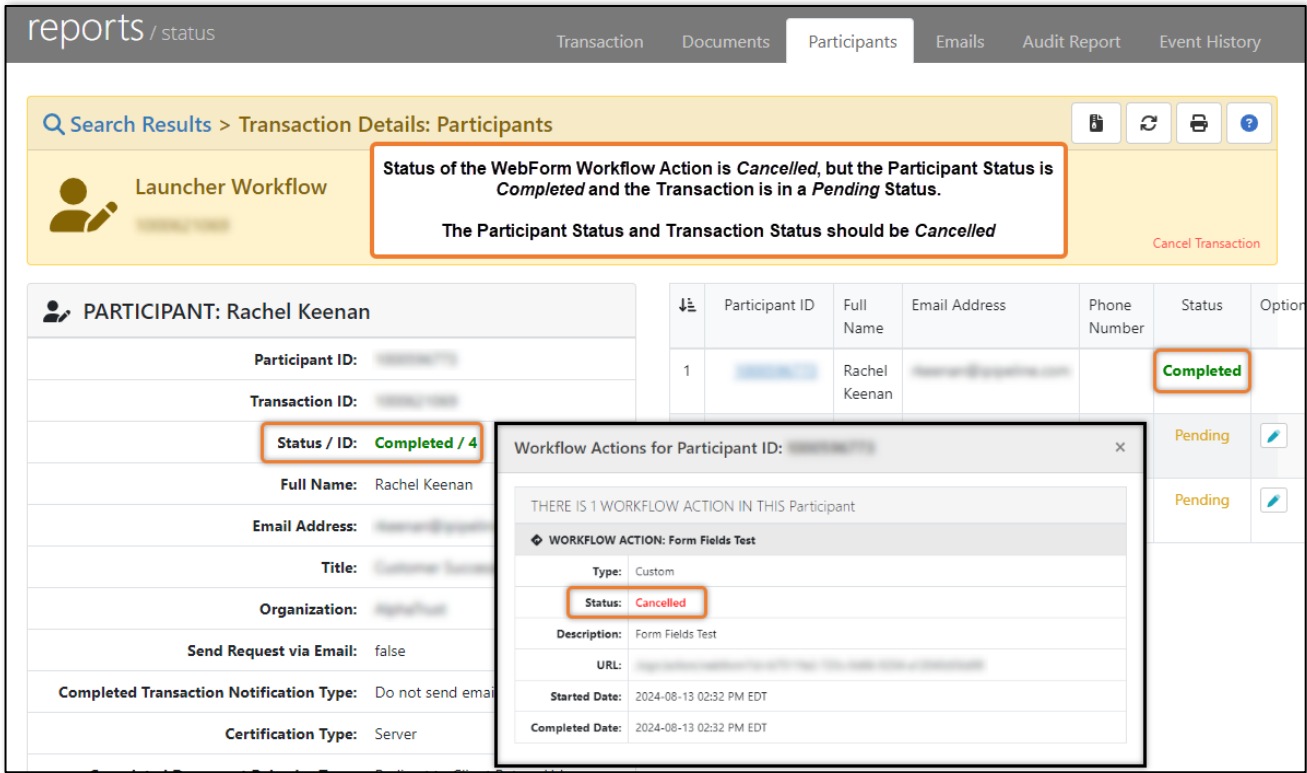 reports / status
Transaction Documents Participants Emails Audit Report Event History
Search Results > Transaction Details: Participants
Launcher Workflow
Status of the WebForm Workflow Action is Cancelled, but the Participant Status is
Completed and the Transaction is in a Pending Status.
The Participant Status and Transaction Status should be Cancelled
Cancel Transaction
PARTICIPANT: Rachel Keenan
Participant ID:
Transaction ID:
Status / ID: Completed / 4
Full Name: Rachel Keenan
Email Address:
Title:
Organization:
Send Request via Email: false
Completed Transaction Notification Type: Do not send emai
Certification Type: Server
Participant ID Full Name Email Address Phone Number Status Option
1 Rachel Keenan Completed
Pending
Pending
Workflow Actions for Participant ID:
×
THERE IS 1 WORKFLOW ACTION IN THIS Participant
WORKFLOW ACTION: Form Fields Test
Type: Custom
Status: Cancelled
Description: Form Fields Test
URL:
Started Date: 2024-08-13 02:32 PM EDT
Completed Date: 2024-08-13 02:32 PM EDT